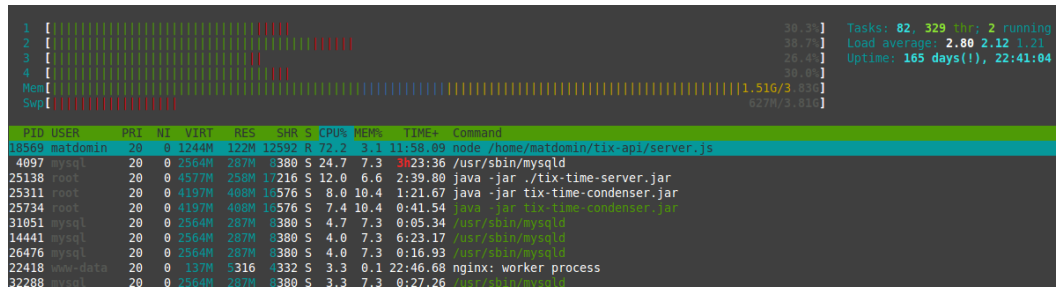 1 [||||||||||||||||||||||||||||||||||| 30.3%] Tasks: 82, 329 thr; 2 running
2 [||||||||||||||||||||||||||||||||||||||||||| 38.7%] Load average: 2.80 2.12 1.21
3 [|||||||||||||||||||||||||||||| 26.4%] Uptime: 165 days(!), 22:41:04
4 [||||||||||||||||||||||||||||||||||| 30.0%]
Mem[||||||||||||||||||||||||||||||||||||||||||||||||||||||||||||||||||||||||||||||||||||1.51G/3.83G]
Swp[||||||||||||||||||||| 627M/3.81G]
PID USER PRI NI VIRT RES SHR S CPU% MEM% TIME+ Command
18569 matdomin 20 0 1244M 122M 12592 R 72.2 3.1 11:58.09 node /home/matdomin/tix-api/server.js
4097 mysql 20 0 2564M 287M 8380 S 24.7 7.3 3h23:36 /usr/sbin/mysqld
25138 root 20 0 4577M 258M 17216 S 12.0 6.6 2:39.80 java -jar ./tix-time-server.jar
25311 root 20 0 4197M 408M 16576 S 8.0 10.4 1:21.67 java -jar tix-time-condenser.jar
25734 root 20 0 4197M 408M 16576 S 7.4 10.4 0:41.54 java -jar tix-time-condenser.jar
31051 mysql 20 0 2564M 287M 8380 S 4.7 7.3 0:05.34 /usr/sbin/mysqld
14441 mysql 20 0 2564M 287M 8380 S 4.0 7.3 6:23.17 /usr/sbin/mysqld
26476 mysql 20 0 2564M 287M 8380 S 4.0 7.3 0:16.93 /usr/sbin/mysqld
22418 www-data 20 0 137M 5316 4332 S 3.3 0.1 22:46.68 nginx: worker process
32288 mysql 20 0 2564M 287M 8380 S 3.3 7.3 0:27.26 /usr/sbin/mysqld